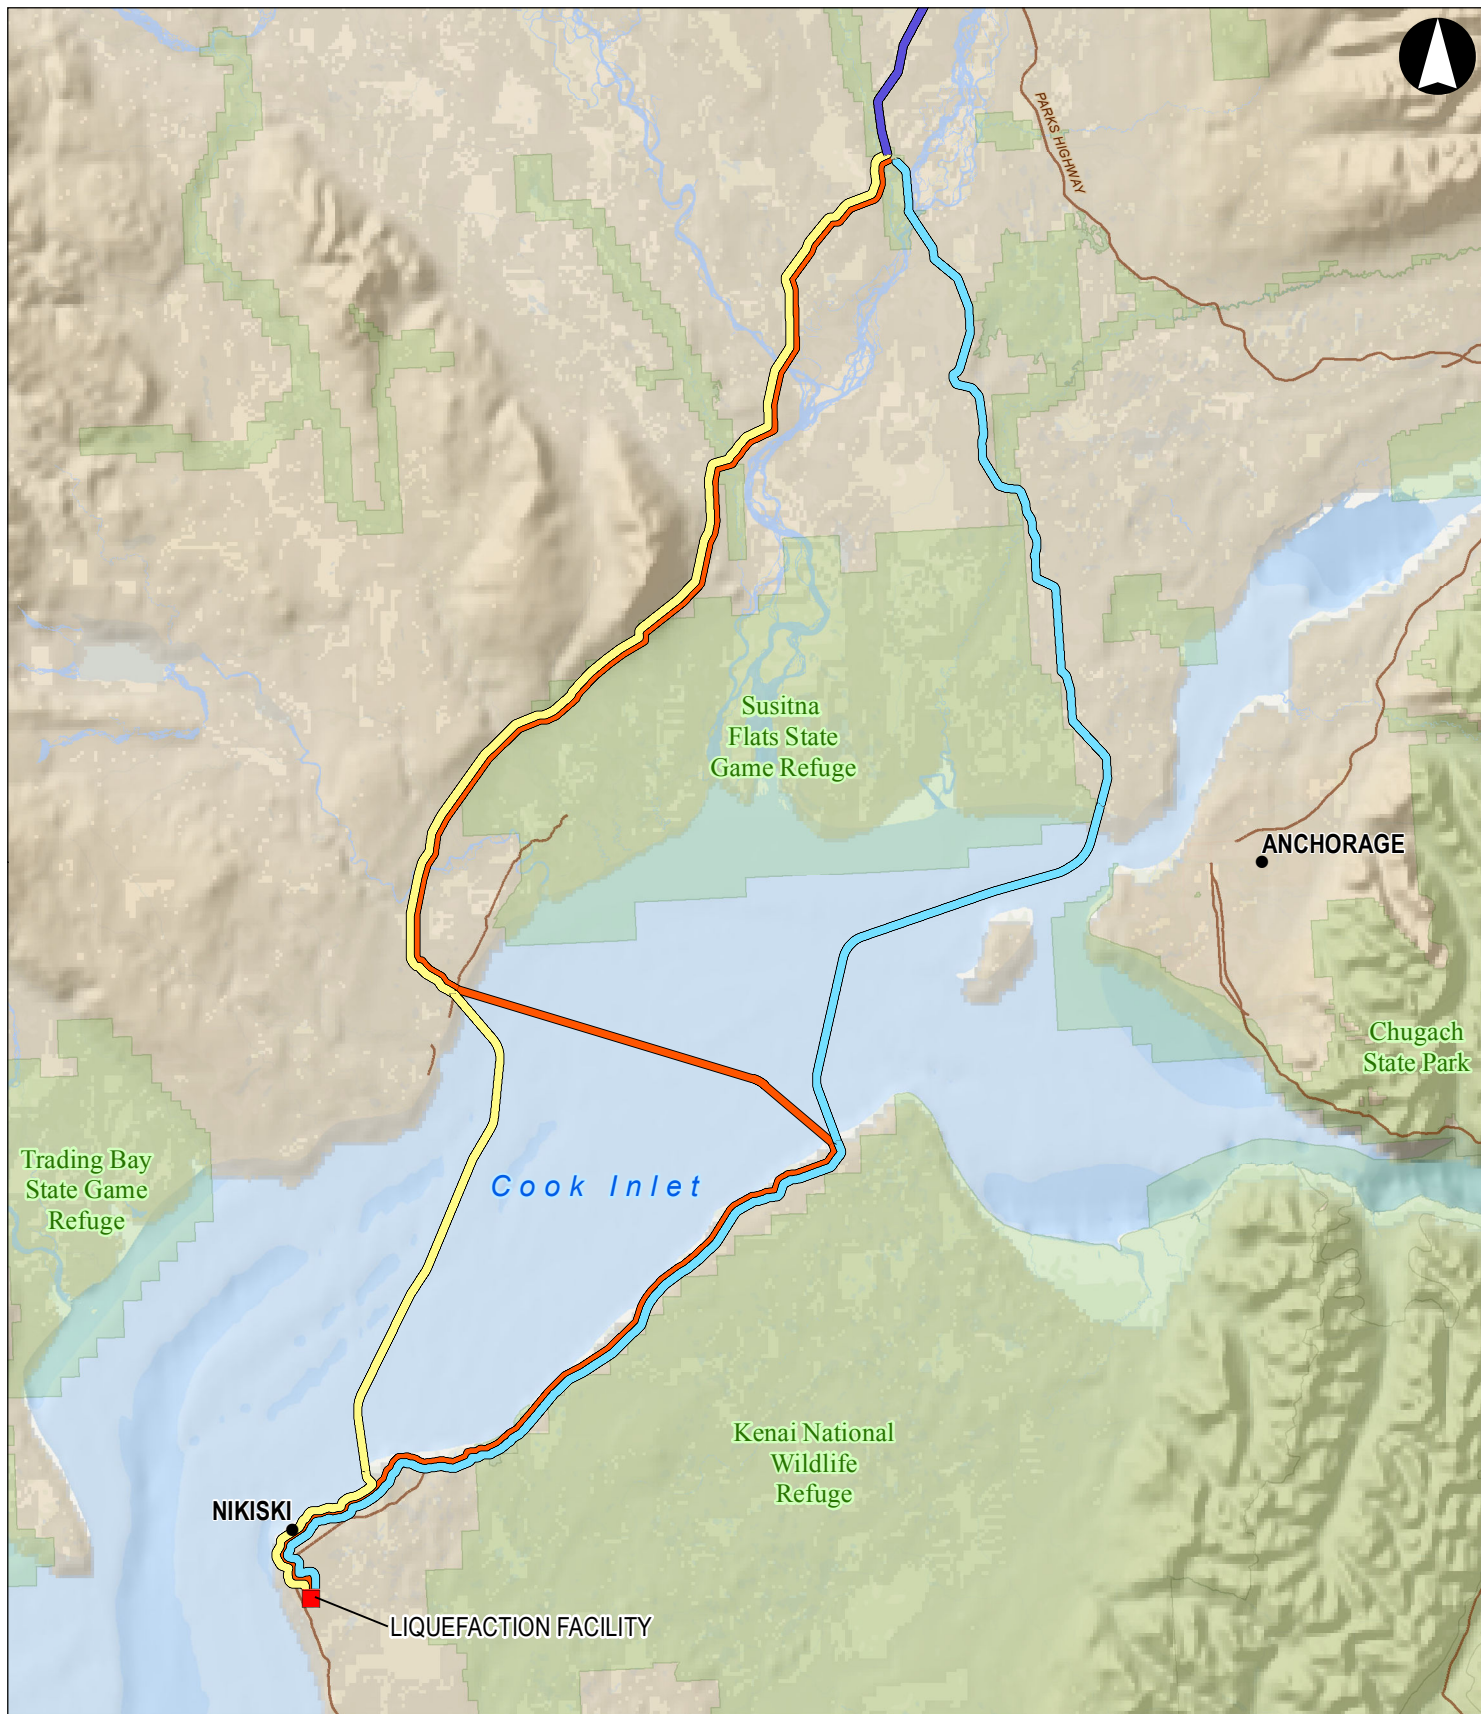 PARKS HIGHWAY
Susitna
Flats State
Game Refuge
ANCHORAGE
Chugach
State Park
Trading Bay
State Game
Refuge
Cook Inlet
Kenai National
Wildlife
Refuge
NIKISKI
LIQUEFACTION FACILITY